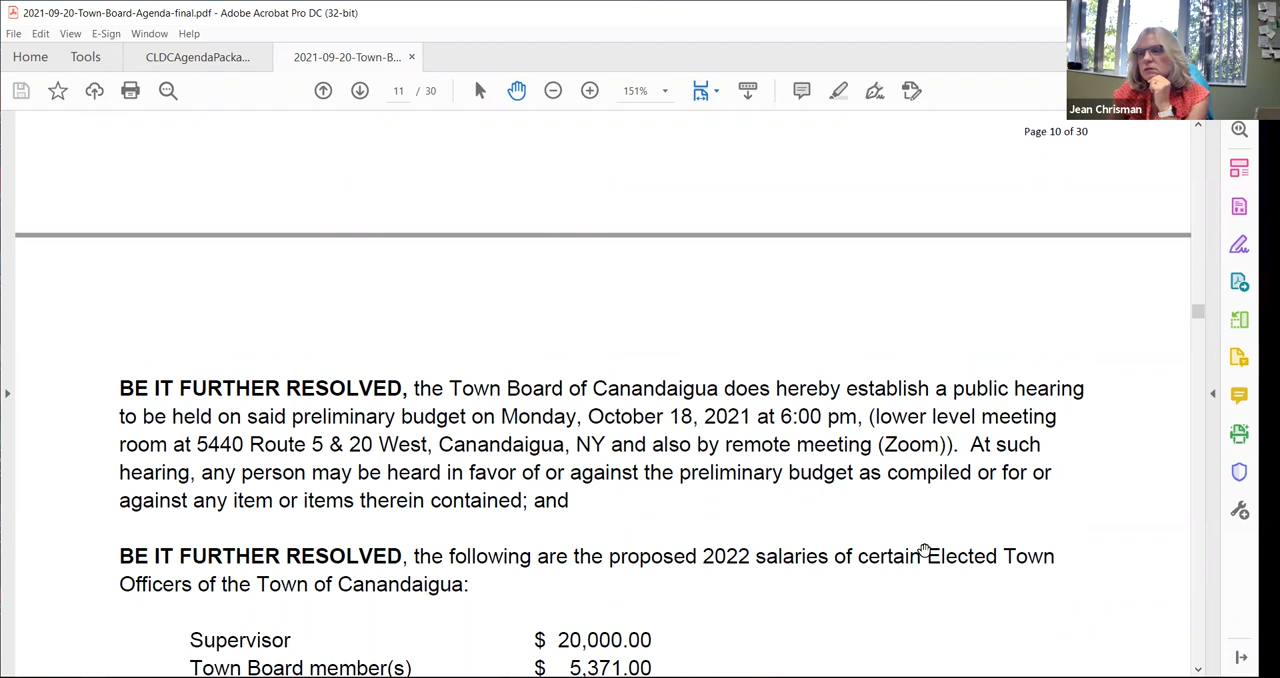 2021-09-20-Town-Board-Agenda-final.pdf - Adobe Acrobat Pro DC (32-bit)
File Edit View E-Sign Window Help
Home Tools CLDCAgendaPacka... 2021-09-20-Town-B... ×
11 / 30 151%
Jean Chrisman
Page 10 of 30
BE IT FURTHER RESOLVED, the Town Board of Canandaigua does hereby establish a public hearing
to be held on said preliminary budget on Monday, October 18, 2021 at 6:00 pm, (lower level meeting
room at 5440 Route 5 & 20 West, Canandaigua, NY and also by remote meeting (Zoom)). At such
hearing, any person may be heard in favor of or against the preliminary budget as compiled or for or
against any item or items therein contained; and
BE IT FURTHER RESOLVED, the following are the proposed 2022 salaries of certain Elected Town
Officers of the Town of Canandaigua:
Supervisor $ 20,000.00
Town Board member(s) $ 5,371.00